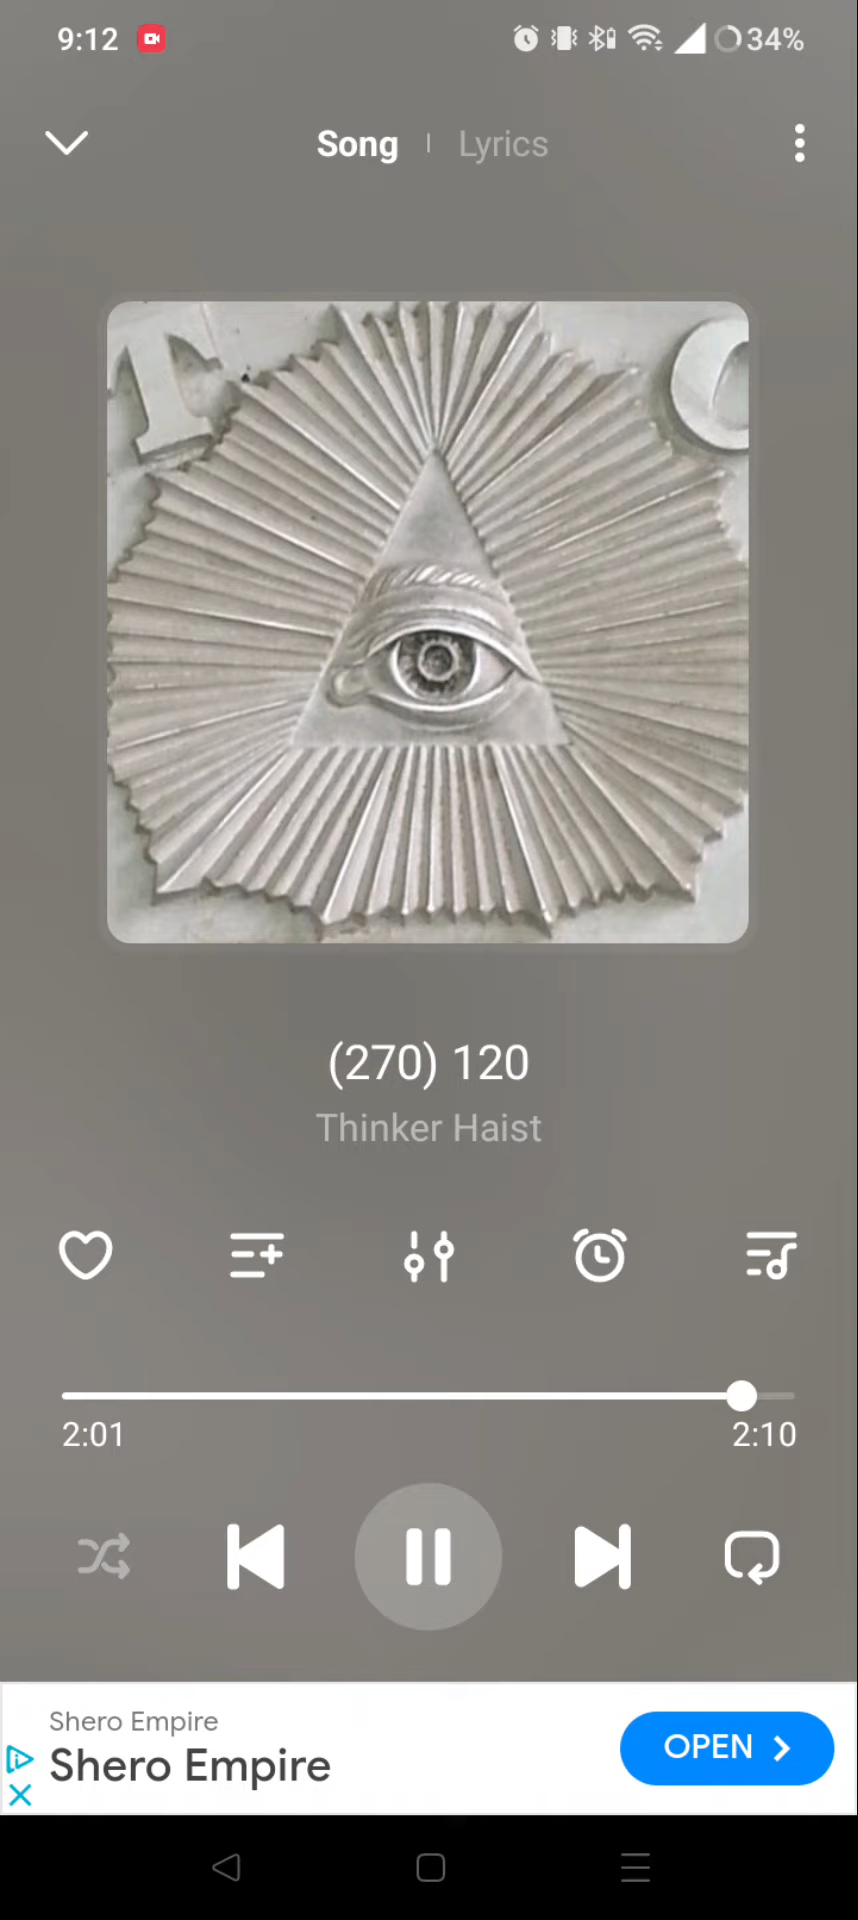 9:12
34%
Song
Lyrics
T
(270) 120
Thinker Haist
2:01
2:10
Shero Empire
Shero Empire
OPEN